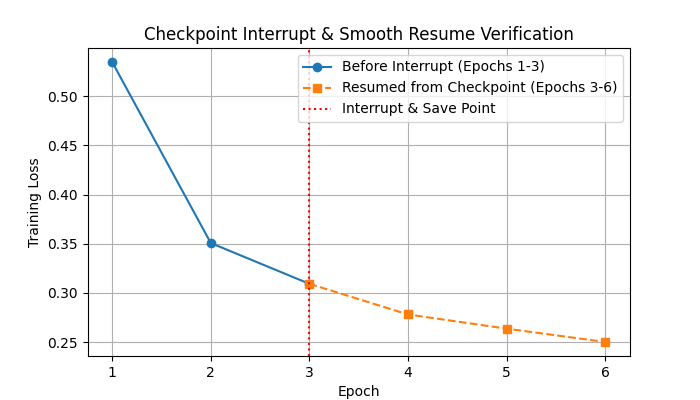 Checkpoint Interrupt & Smooth Resume Verification
Before Interrupt (Epochs 1-3)
Resumed from Checkpoint (Epochs 3-6)
Interrupt & Save Point
0.50
0.45
0.40
0.35
0.30
0.25
Training Loss
1 2 3 4 5 6
Epoch